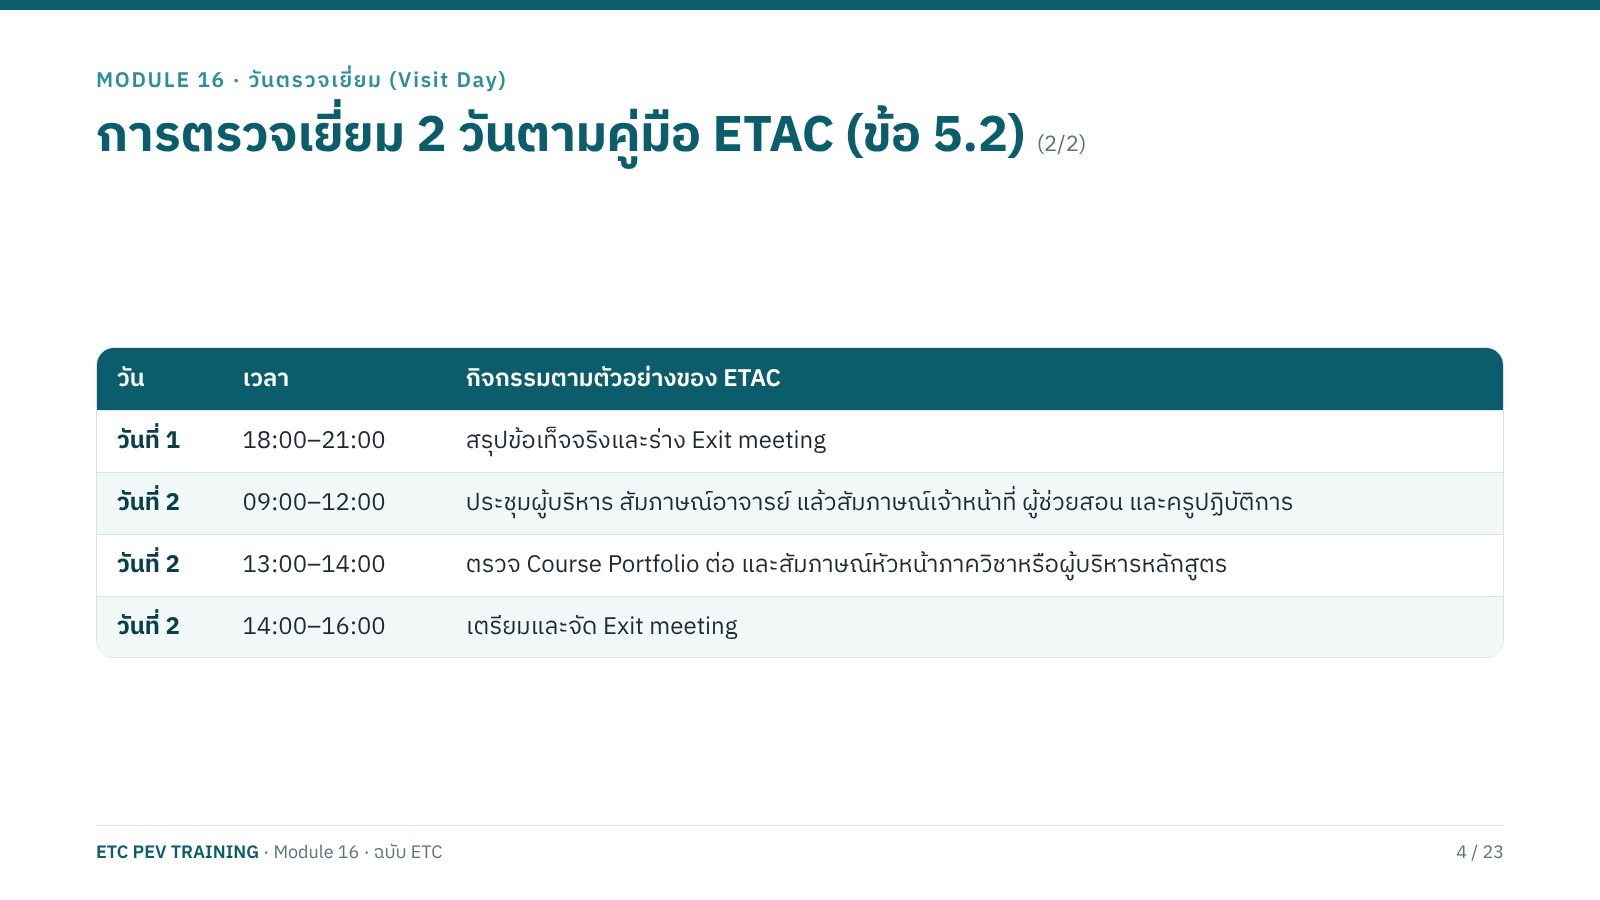 MODULE 16 · วันตรวจเยี่ยม (Visit Day)
การตรวจเยี่ยม 2 วันตามคู่มือ ETAC (ข้อ 5.2) (2/2)
วัน เวลา กิจกรรมตามตัวอย่างของ ETAC
วันที่ 1 18:00–21:00 สรุปข้อเท็จจริงและร่าง Exit meeting
วันที่ 2 09:00–12:00 ประชุมผู้บริหาร สัมภาษณ์อาจารย์ แล้วสัมภาษณ์เจ้าหน้าที่ ผู้ช่วยสอน และครูปฏิบัติการ
วันที่ 2 13:00–14:00 ตรวจ Course Portfolio ต่อ และสัมภาษณ์หัวหน้าภาควิชาหรือผู้บริหารหลักสูตร
วันที่ 2 14:00–16:00 เตรียมและจัด Exit meeting
ETC PEV TRAINING · Module 16 · ฉบับ ETC 4 / 23